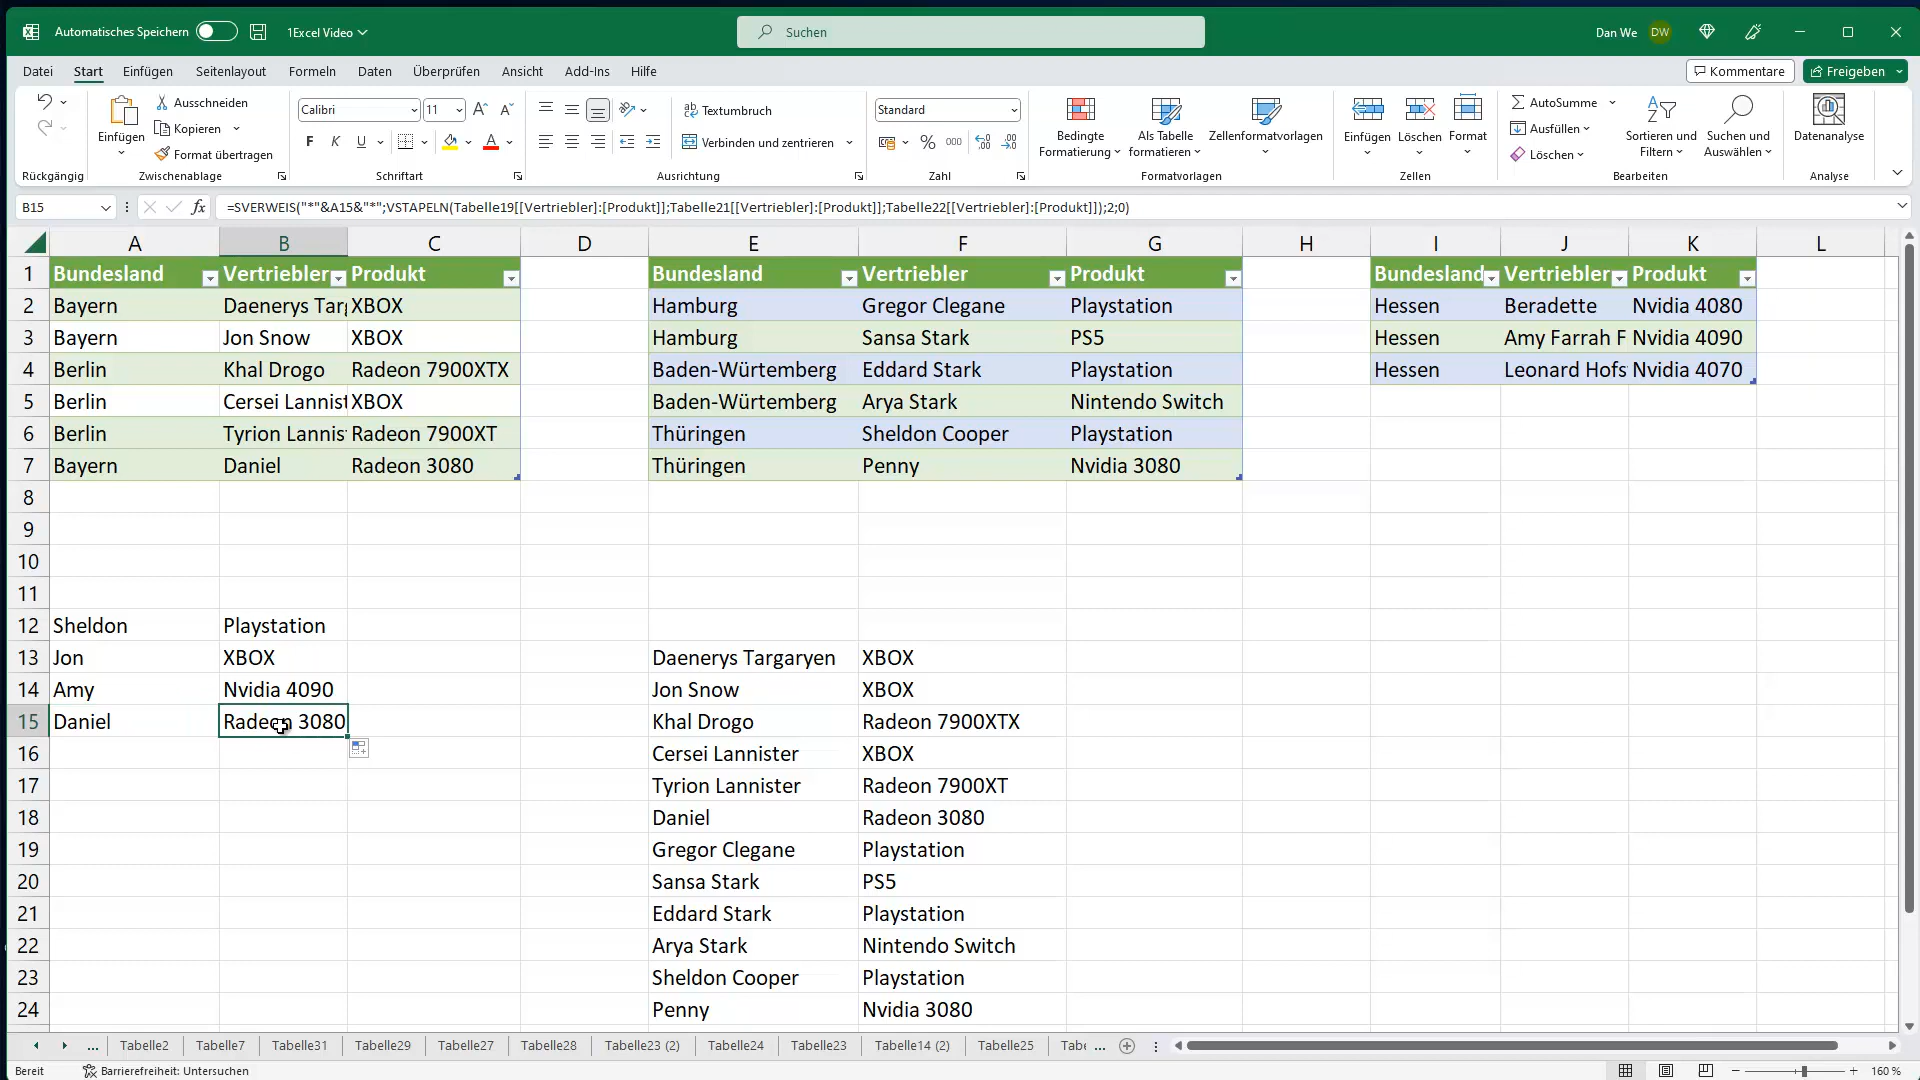 Automatisches Speichern 1Excel Video Suchen Dan We DW
Datei Start Einfügen Seitenlayout Formeln Daten Überprüfen Ansicht Add-Ins Hilfe Kommentare Freigeben
Einfügen Ausschneiden Kopieren Format übertragen
Calibri 11 F K U
Textumbruch Verbinden und zentrieren
Standard % 000
Bedingte Formatierung Als Tabelle formatieren Zellenformatvorlagen
Einfügen Löschen Format
AutoSumme Ausfüllen Löschen Sortieren und Filtern Suchen und Auswählen Datenanalyse
Rückgängig Zwischenablage Schriftart Ausrichtung Zahl Formatvorlagen Zellen Bearbeiten Analyse
B15 fx =SVERWEIS("*"&A15&"*";VSTAPELN(Tabelle19[[Vertriebler]:[Produkt]];Tabelle21[[Vertriebler]:[Produkt]];Tabelle22[[Vertriebler]:[Produkt]]);2;0)
A B C D E F G H I J K L
1 Bundesland Vertriebler Produkt Bundesland Vertriebler Produkt Bundesland Vertriebler Produkt
2 Bayern Daenerys Targ XBOX Hamburg Gregor Clegane Playstation Hessen Beradette Nvidia 4080
3 Bayern Jon Snow XBOX Hamburg Sansa Stark PS5 Hessen Amy Farrah F Nvidia 4090
4 Berlin Khal Drogo Radeon 7900XTX Baden-Würtemberg Eddard Stark Playstation Hessen Leonard Hofs Nvidia 4070
5 Berlin Cersei Lannist XBOX Baden-Würtemberg Arya Stark Nintendo Switch
6 Berlin Tyrion Lannis Radeon 7900XT Thüringen Sheldon Cooper Playstation
7 Bayern Daniel Radeon 3080 Thüringen Penny Nvidia 3080
8
9
10
11
12 Sheldon Playstation
13 Jon XBOX Daenerys Targaryen XBOX
14 Amy Nvidia 4090 Jon Snow XBOX
15 Daniel Radeon 3080 Khal Drogo Radeon 7900XTX
16 Cersei Lannister XBOX
17 Tyrion Lannister Radeon 7900XT
18 Daniel Radeon 3080
19 Gregor Clegane Playstation
20 Sansa Stark PS5
21 Eddard Stark Playstation
22 Arya Stark Nintendo Switch
23 Sheldon Cooper Playstation
24 Penny Nvidia 3080
... Tabelle2 Tabelle7 Tabelle31 Tabelle29 Tabelle27 Tabelle28 Tabelle23 (2) Tabelle24 Tabelle23 Tabelle14 (2) Tabelle25 Tabe ...
Bereit Barrierefreiheit: Untersuchen 160 %